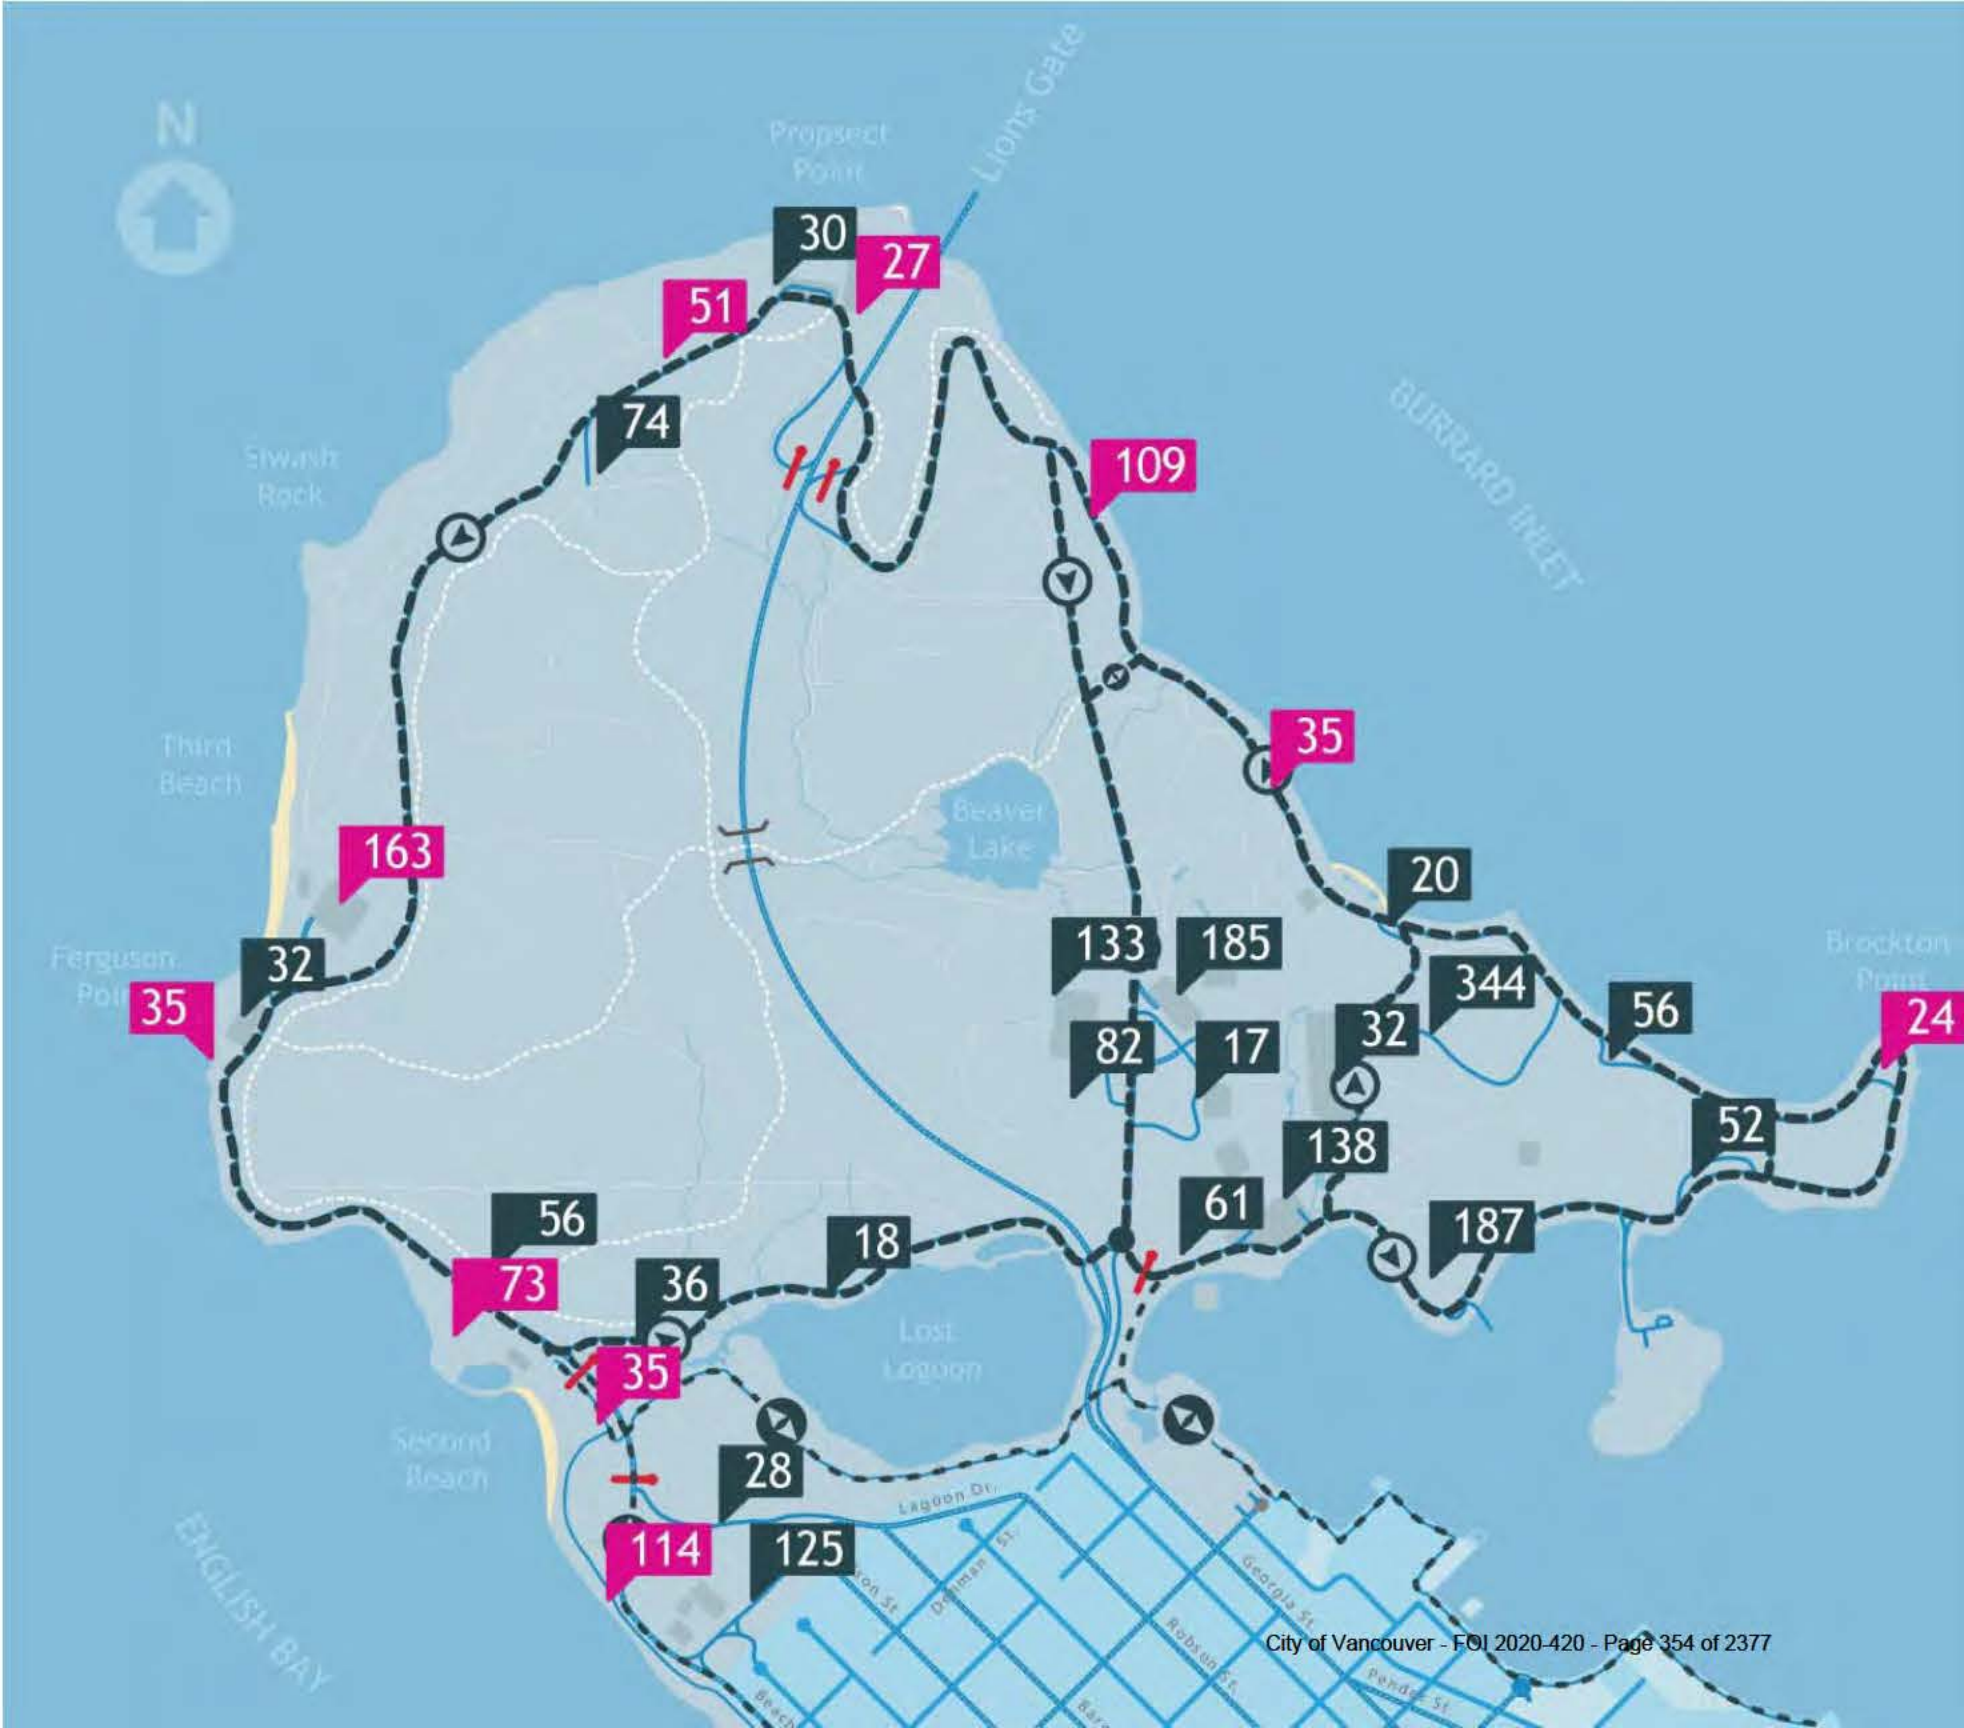 Lions Gate
N
Propsect
Point
30
27
51
74
Siwash
Rock
109
BURRARD INLET
35
Third
Beach
Beaver
Lake
163
20
133
185
Brockton
Point
Ferguson
32
344
35
56
24
32
82
17
52
138
61
187
56
18
73
36
Lost
Lagoon
35
Second
Beach
28
Lagoon Dr.
114
125
Denman St.
Georgia St.
Robson St.
ENGLISH BAY
City of Vancouver - FOI 2020-420 - Page 354 of 2377
Pender St.
Beach